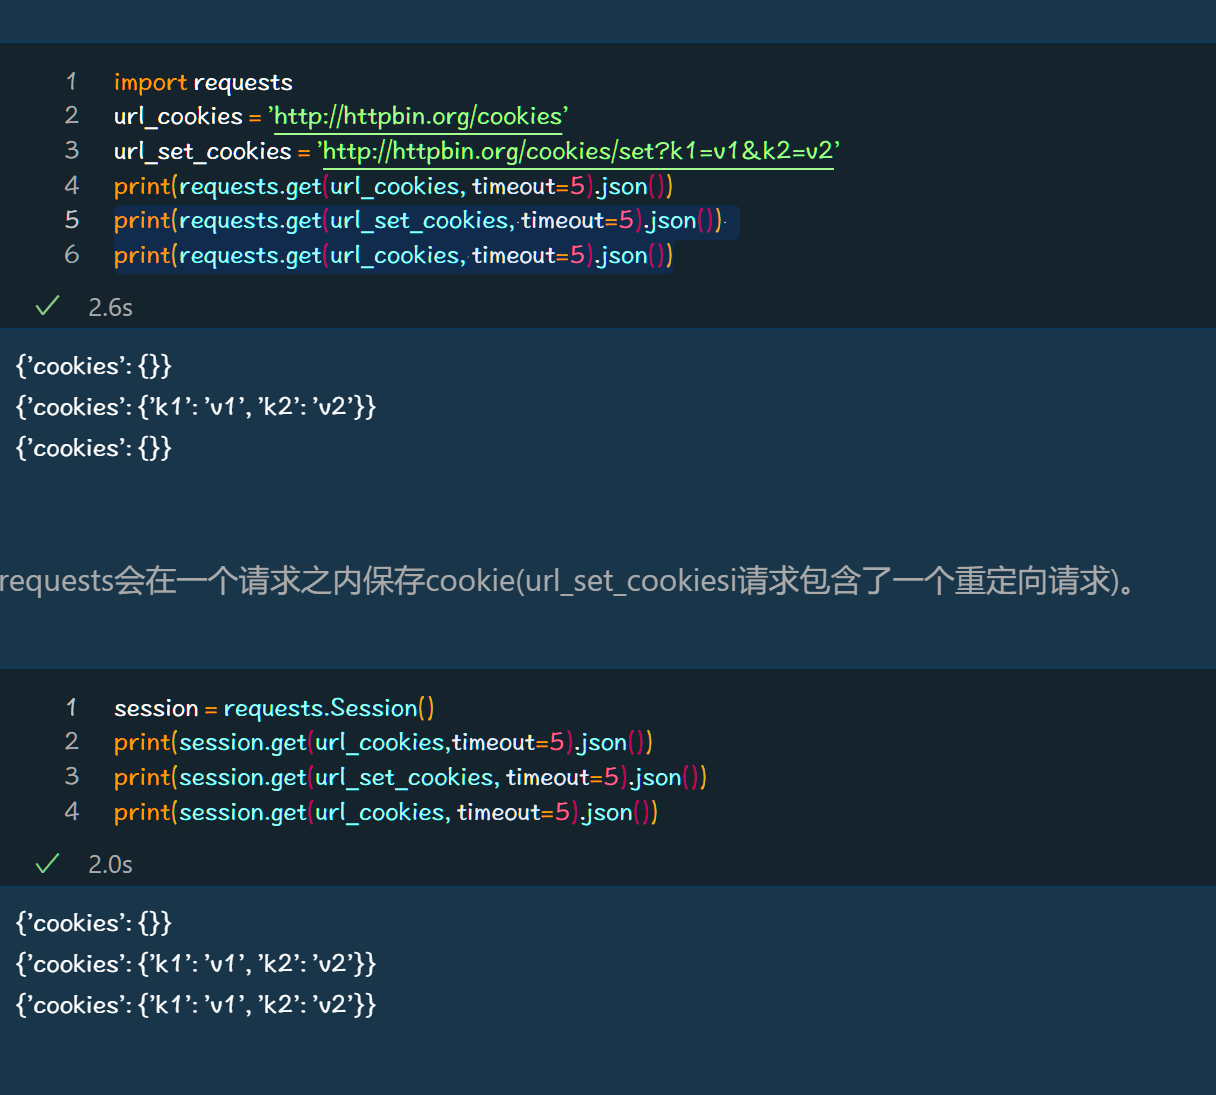 1 import requests
2 url_cookies = 'http://httpbin.org/cookies'
3 url_set_cookies = 'http://httpbin.org/cookies/set?k1=v1&k2=v2'
4 print(requests.get(url_cookies, timeout=5).json())
5 print(requests.get(url_set_cookies, timeout=5).json())
6 print(requests.get(url_cookies, timeout=5).json())
2.6s
{'cookies': {}}
{'cookies': {'k1': 'v1', 'k2': 'v2'}}
{'cookies': {}}
requests会在一个请求之内保存cookie(url_set_cookiesi请求包含了一个重定向请求)。
1 session = requests.Session()
2 print(session.get(url_cookies,timeout=5).json())
3 print(session.get(url_set_cookies, timeout=5).json())
4 print(session.get(url_cookies, timeout=5).json())
2.0s
{'cookies': {}}
{'cookies': {'k1': 'v1', 'k2': 'v2'}}
{'cookies': {'k1': 'v1', 'k2': 'v2'}}